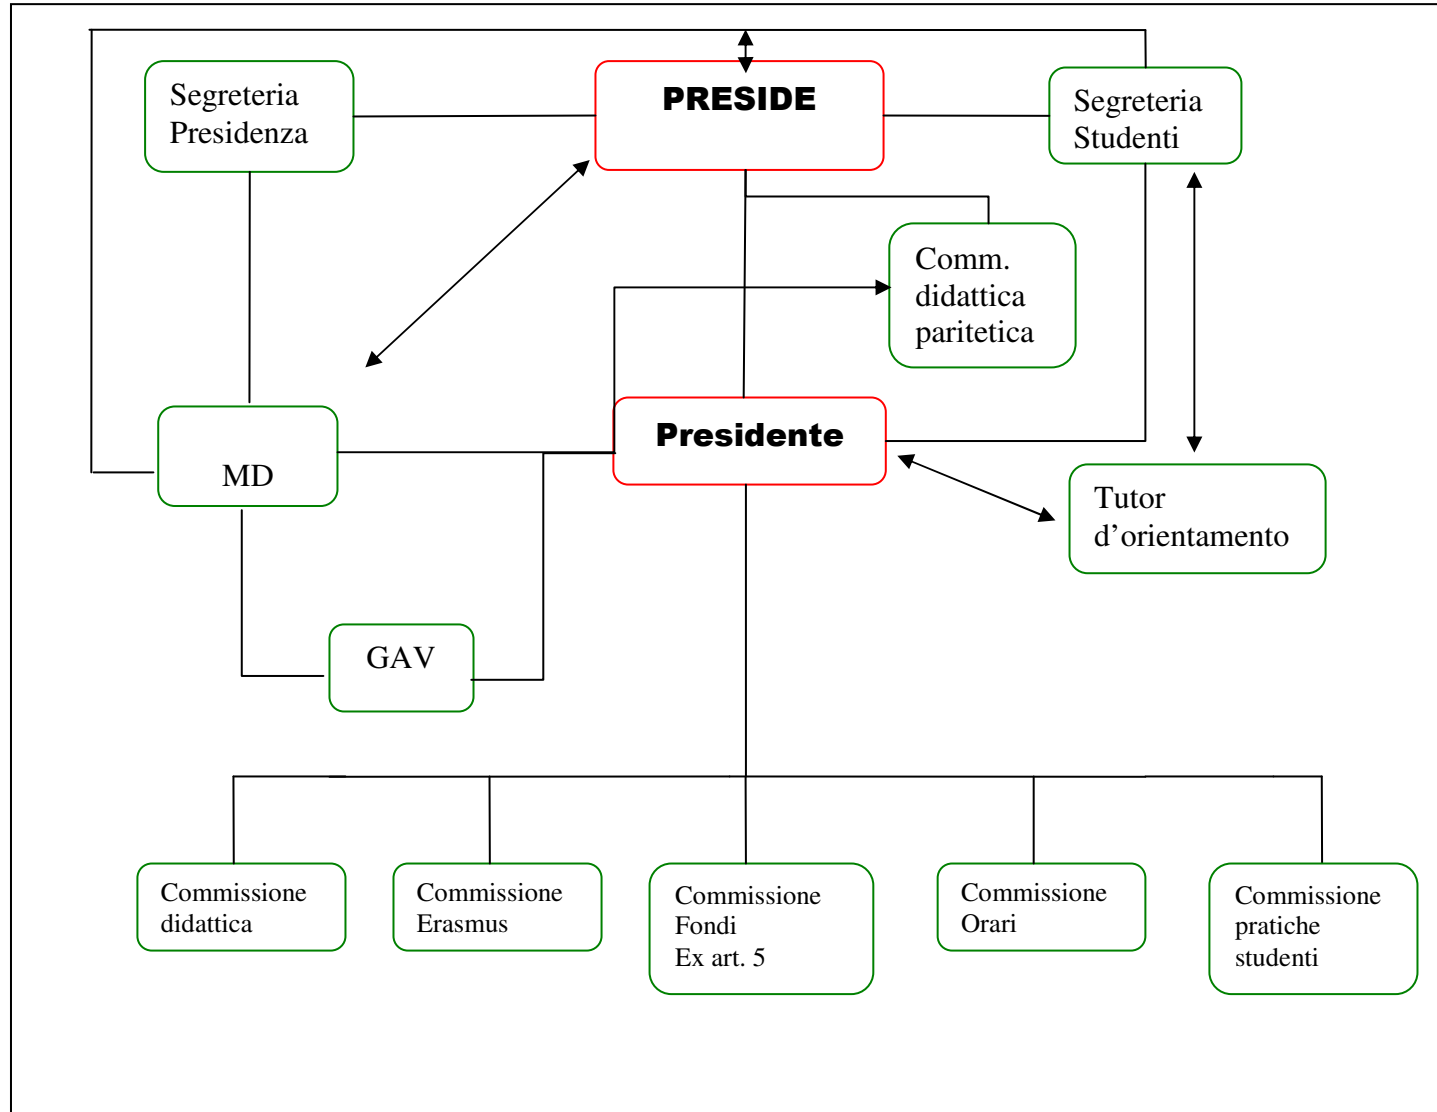 Segreteria
Presidenza
PRESIDE
Segreteria
Studenti
Comm.
didattica
paritetica
MD
Presidente
Tutor
d’orientamento
GAV
Commissione
didattica
Commissione
Erasmus
Commissione
Fondi
Ex art. 5
Commissione
Orari
Commissione
pratiche
studenti